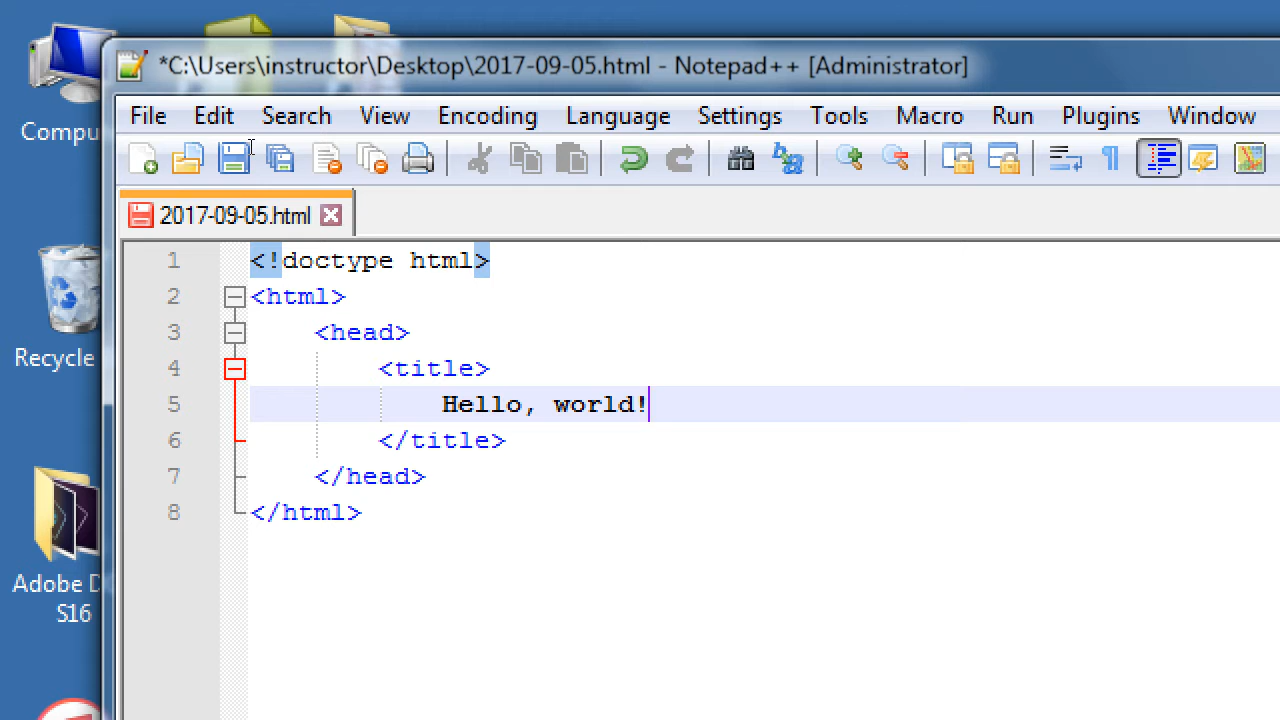 *C:\Users\instructor\Desktop\2017-09-05.html - Notepad++ [Administrator]
File Edit Search View Encoding Language Settings Tools Macro Run Plugins Window
2017-09-05.html
1 <!doctype html>
2 <html>
3 <head>
4 <title>
5 Hello, world!
6 </title>
7 </head>
8 </html>
Compu
Recycle
Adobe D
S16